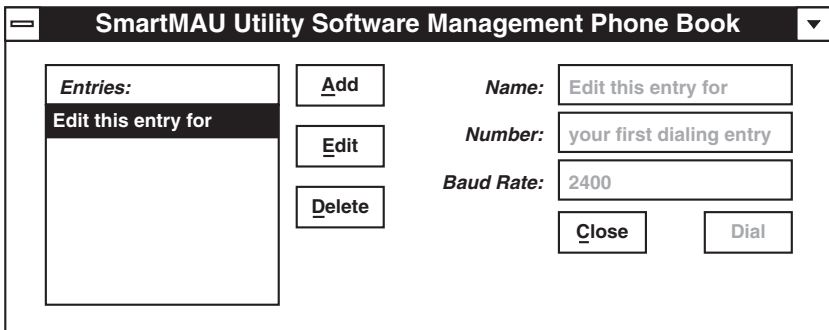 SmartMAU Utility Software Management Phone Book
Entries:
Edit this entry for
Add
Edit
Delete
Name: Edit this entry for
Number: your first dialing entry
Baud Rate: 2400
Close
Dial